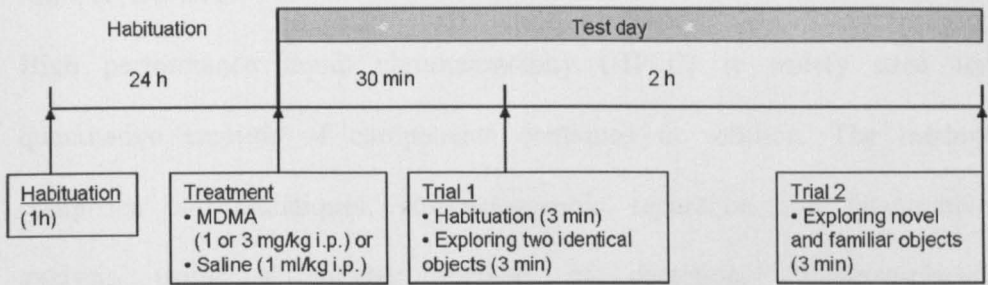 Habituation
Test day
24 h
30 min
2 h
Habituation
(1h)
Treatment
• MDMA
(1 or 3 mg/kg i.p.) or
• Saline (1 ml/kg i.p.)
Trial 1
• Habituation (3 min)
• Exploring two identical
objects (3 min)
Trial 2
• Exploring novel
and familiar objects
(3 min)